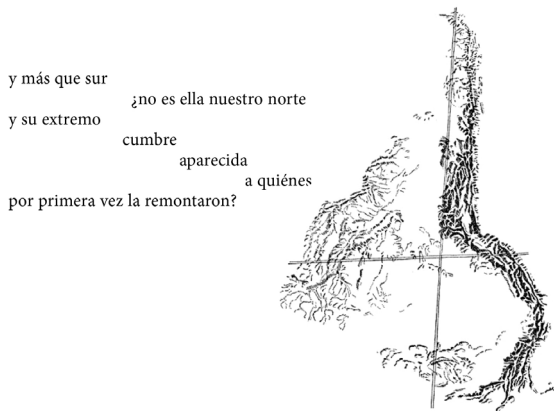 y más que sur
¿no es ella nuestro norte
y su extremo
cumbre
aparecida
a quiénes
por primera vez la remontaron?